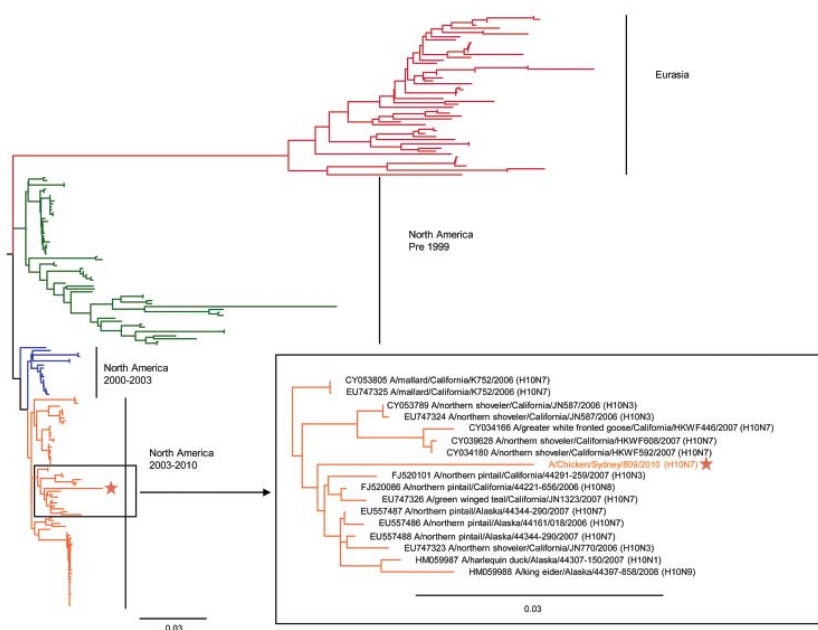 Eurasia
North America
Pre 1999
North America
2000-2003
North America
2003-2010
0.03
CY053805 A/mallard/California/K752/2006 (H10N7)
EU747325 A/mallard/California/K752/2006 (H10N7)
CY053789 A/northern shoveler/California/JN587/2006 (H10N3)
EU747324 A/northern shoveler/California/JN587/2006 (H10N3)
CY034166 A/greater white fronted goose/California/HKWF446/2007 (H10N7)
CY039628 A/northern shoveler/California/HKWF608/2007 (H10N7)
CY034180 A/northern shoveler/California/HKWF592/2007 (H10N7)
A/Chicken/Sydney/809/2010 (H10N7)
FJ520101 A/northern pintail/California/44291-259/2007 (H10N3)
FJ520086 A/northern pintail/California/44221-656/2006 (H10N8)
EU747326 A/green winged teal/California/JN1323/2007 (H10N7)
EU557487 A/northern pintail/Alaska/44344-290/2007 (H10N7)
EU557486 A/northern pintail/Alaska/44161/018/2006 (H10N7)
EU557488 A/northern pintail/Alaska/44344-290/2007 (H10N7)
EU747323 A/northern shoveler/California/JN770/2006 (H10N3)
HM059987 A/harlequin duck/Alaska/44307-150/2007 (H10N1)
HM059988 A/king eider/Alaska/44397-858/2008 (H10N9)
0.03